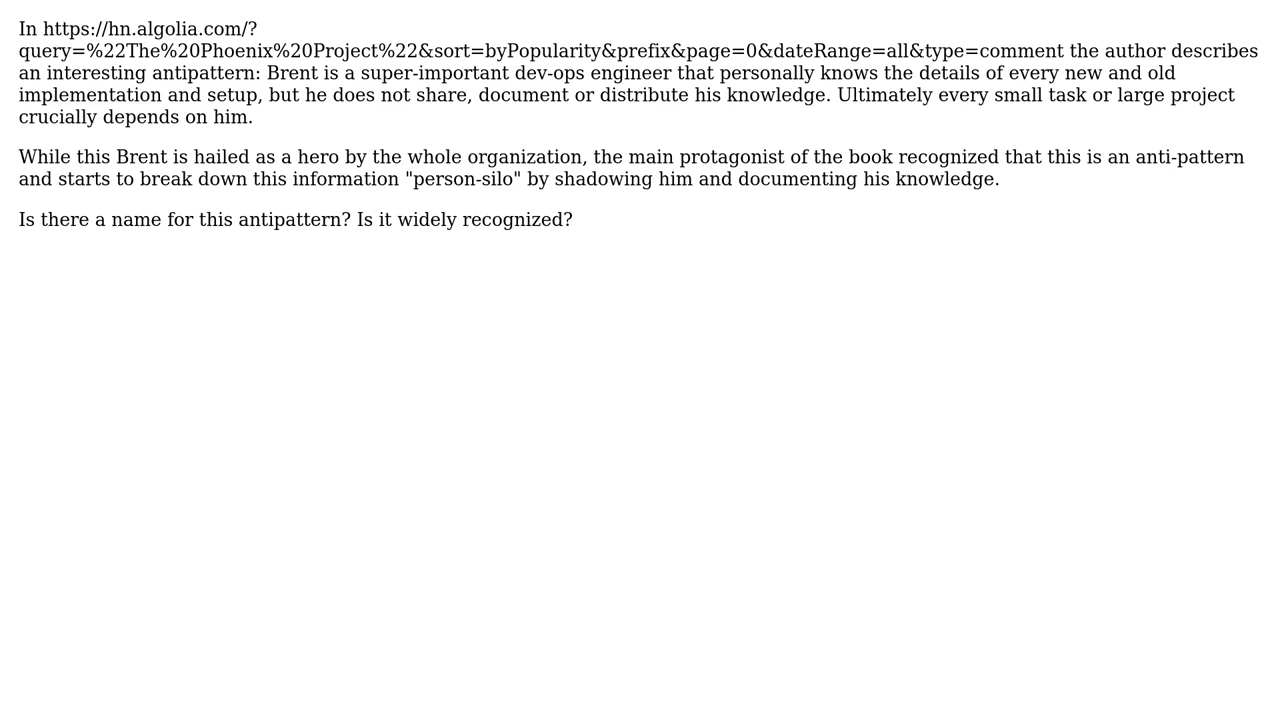 In https://hn.algolia.com/?
query=%22The%20Phoenix%20Project%22&sort=byPopularity&prefix&page=0&dateRange=all&type=comment the author describes
an interesting antipattern: Brent is a super-important dev-ops engineer that personally knows the details of every new and old
implementation and setup, but he does not share, document or distribute his knowledge. Ultimately every small task or large project
crucially depends on him.
While this Brent is hailed as a hero by the whole organization, the main protagonist of the book recognized that this is an anti-pattern
and starts to break down this information "person-silo" by shadowing him and documenting his knowledge.
Is there a name for this antipattern? Is it widely recognized?